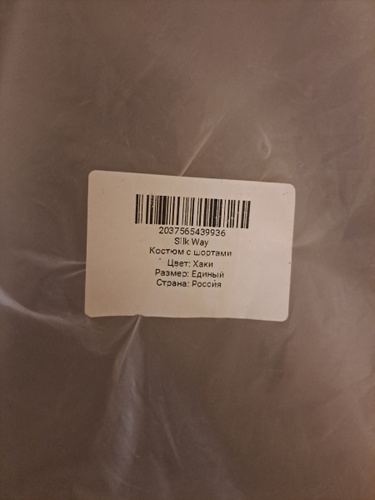 2037565439936
Silk Way
Костюм с шортами
Цвет: Хаки
Размер: Единый
Страна: Россия